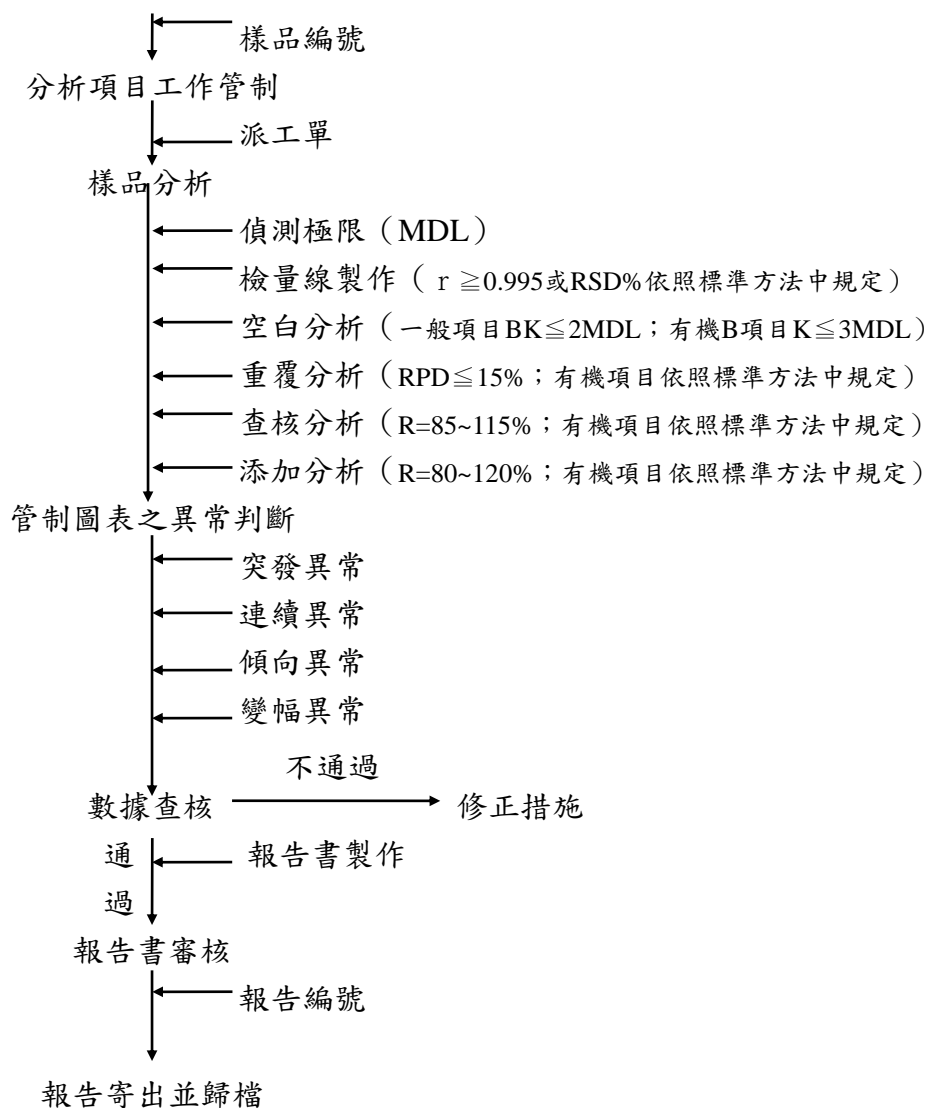 樣品編號
分析項目工作管制
派工單
樣品分析
偵測極限（MDL）
檢量線製作（ r ≧0.995或RSD%依照標準方法中規定）
空白分析（一般項目BK≦2MDL；有機B項目K≦3MDL）
重覆分析（RPD≦15%；有機項目依照標準方法中規定）
查核分析（R=85~115%；有機項目依照標準方法中規定）
添加分析（R=80~120%；有機項目依照標準方法中規定）
管制圖表之異常判斷
突發異常
連續異常
傾向異常
變幅異常
不通過
數據查核 修正措施
通 報告書製作
過
報告書審核
報告編號
報告寄出並歸檔